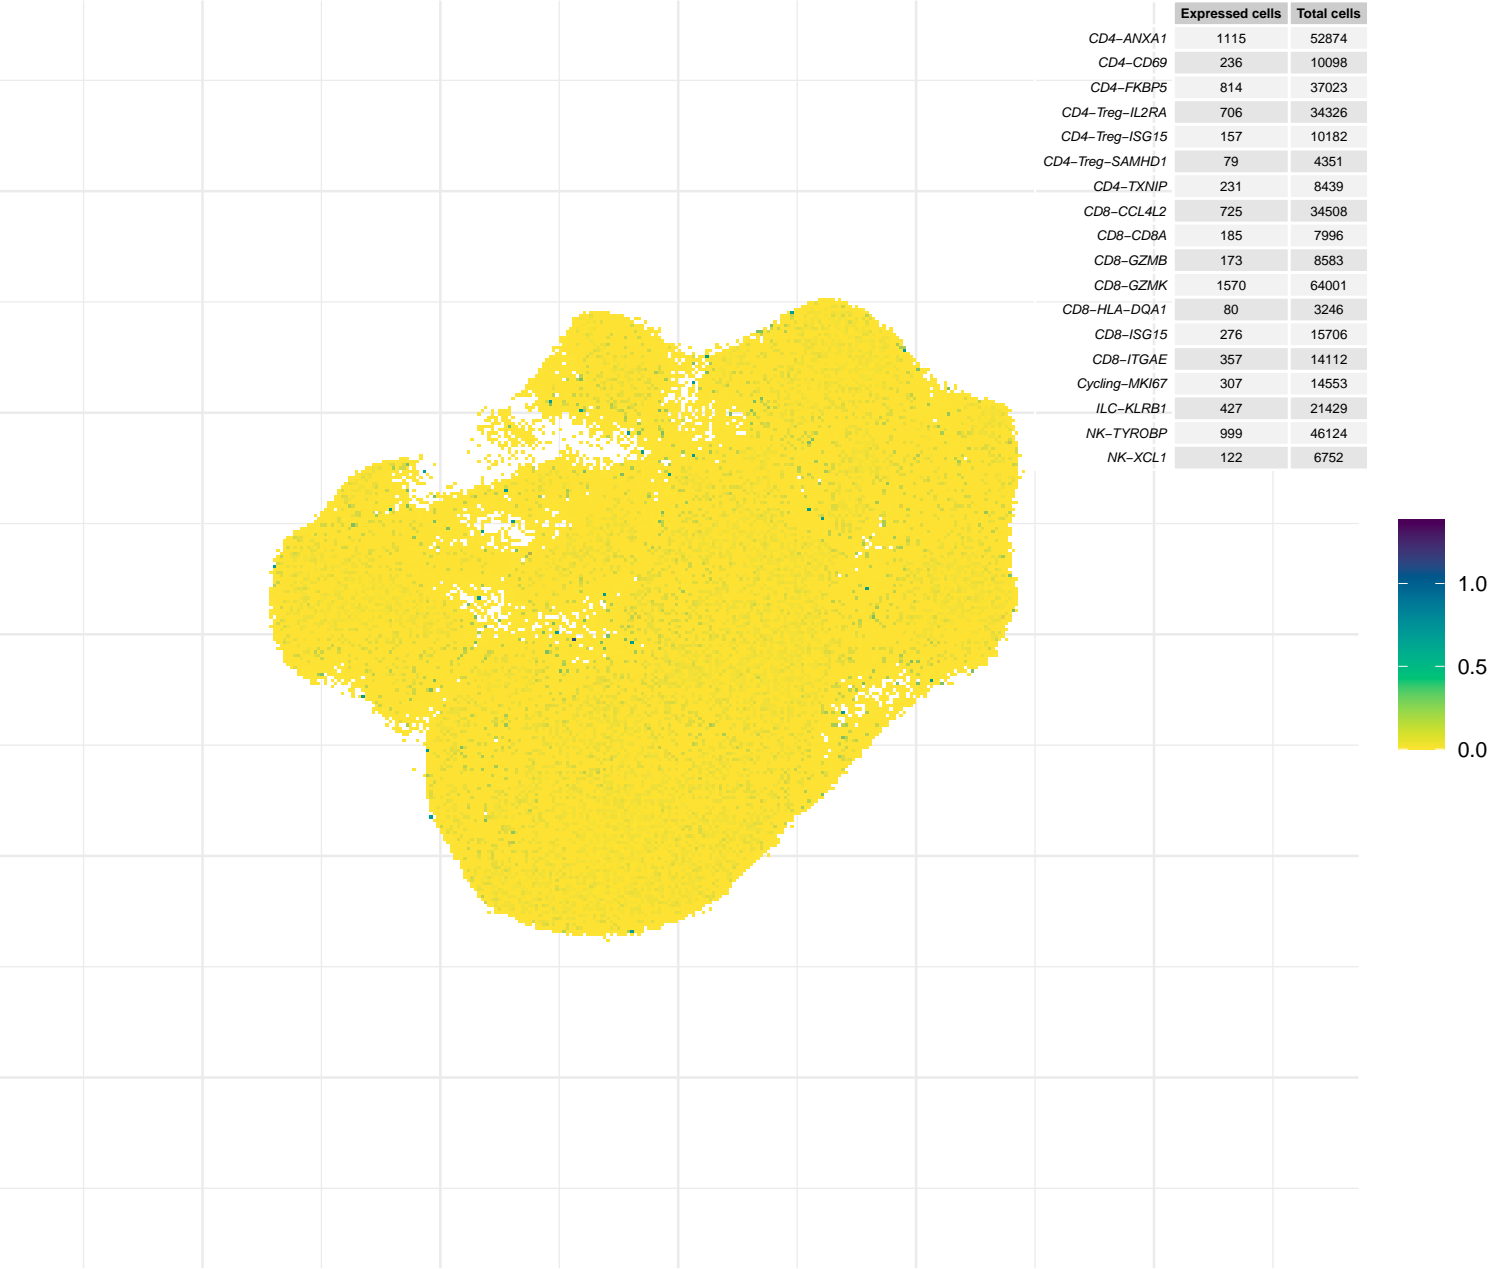 Expressed cells Total cells
CD4−ANXA1 1115 52874
CD4−CD69 236 10098
CD4−FKBP5 814 37023
CD4−Treg−IL2RA 706 34326
CD4−Treg−ISG15 157 10182
CD4−Treg−SAMHD1 79 4351
CD4−TXNIP 231 8439
CD8−CCL4L2 725 34508
CD8−CD8A 185 7996
CD8−GZMB 173 8583
CD8−GZMK 1570 64001
CD8−HLA−DQA1 80 3246
CD8−ISG15 276 15706
CD8−ITGAE 357 14112
Cycling−MKI67 307 14553
ILC−KLRB1 427 21429
NK−TYROBP 999 46124
NK−XCL1 122 6752
1.0
0.5
0.0